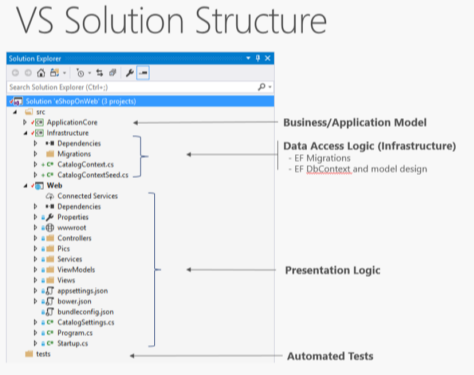 VS Solution Structure
Solution Explorer
Search Solution Explorer (Ctrl+;)
Solution 'eShopOnWeb' (3 projects)
src
ApplicationCore
Infrastructure
Dependencies
Migrations
CatalogContext.cs
CatalogContextSeed.cs
Web
Connected Services
Dependencies
Properties
wwwroot
Controllers
Pics
Services
ViewModels
Views
appsettings.json
bower.json
bundleconfig.json
CatalogSettings.cs
Program.cs
Startup.cs
tests
Business/Application Model
Data Access Logic (Infrastructure)
- EF Migrations
- EF DbContext and model design
Presentation Logic
Automated Tests